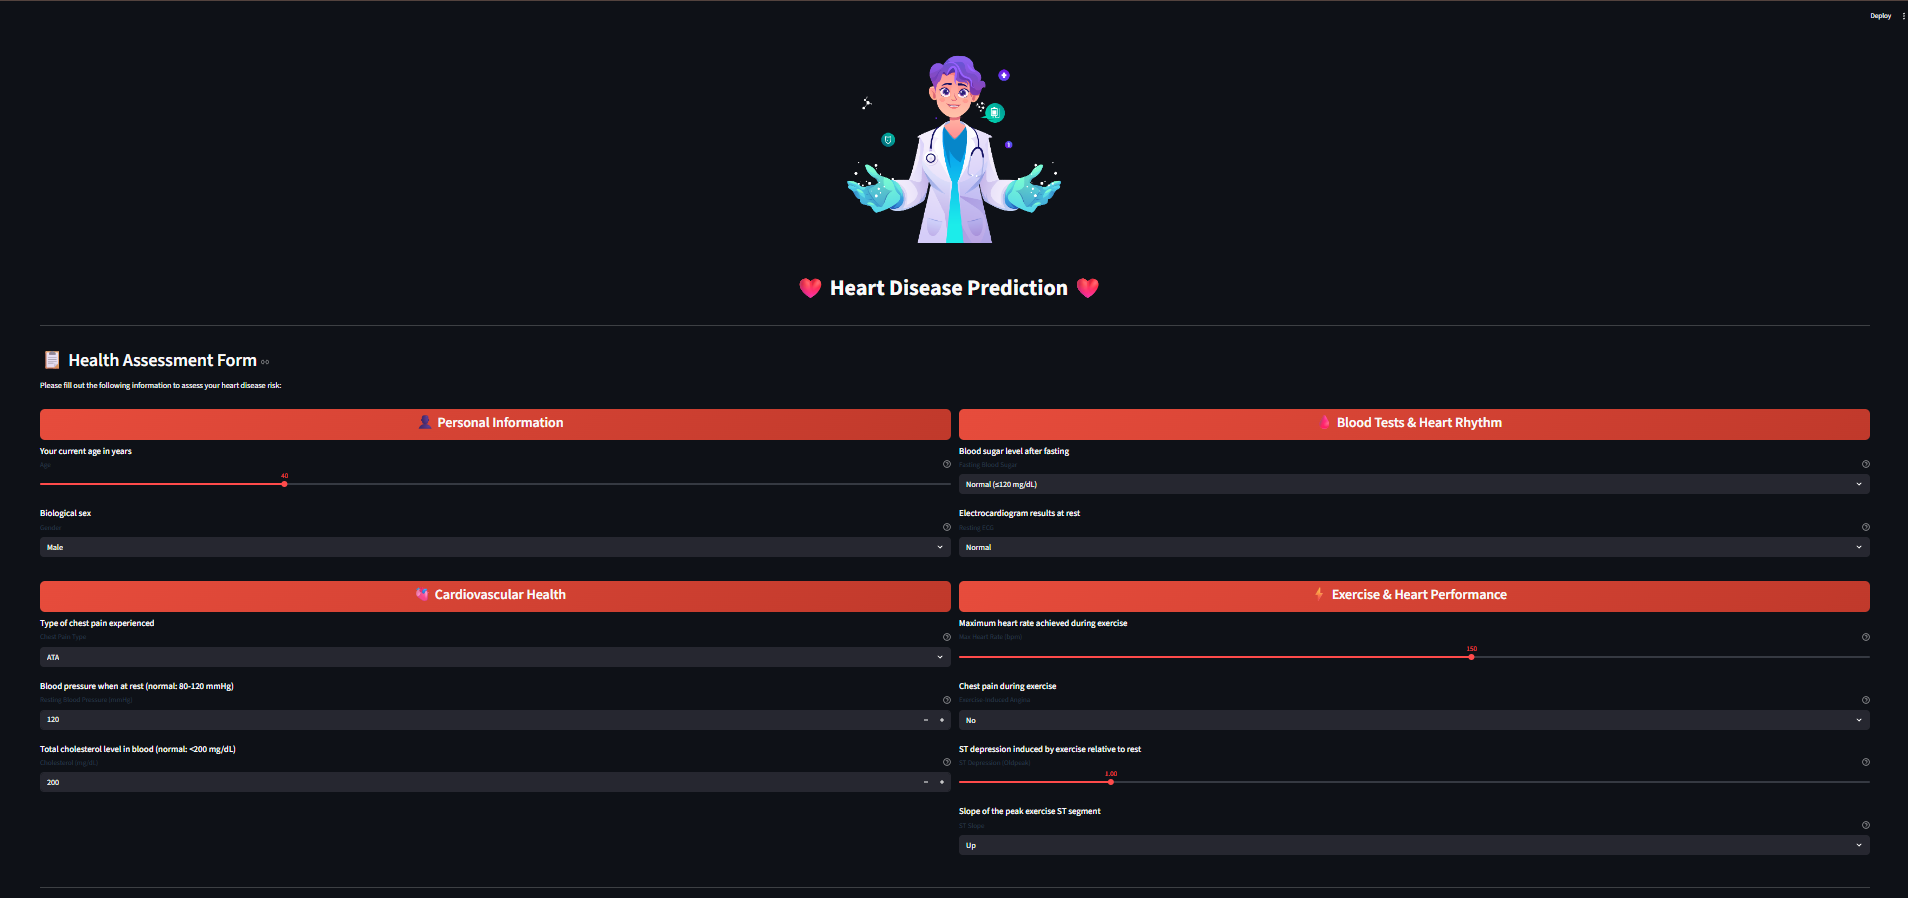 Deploy
Heart Disease Prediction
Health Assessment Form
Please fill out the following information to assess your heart disease risk:
Personal Information
Your current age in years
Age
40
Biological sex
Gender
Male
Cardiovascular Health
Type of chest pain experienced
Chest Pain Type
ATA
Blood pressure when at rest (normal: 80-120 mmHg)
Resting Blood Pressure (mmHg)
120
Total cholesterol level in blood (normal: <200 mg/dL)
Cholesterol (mg/dL)
200
Blood Tests & Heart Rhythm
Blood sugar level after fasting
Fasting Blood Sugar
Normal (≤120 mg/dL)
Electrocardiogram results at rest
Resting ECG
Normal
Exercise & Heart Performance
Maximum heart rate achieved during exercise
Max Heart Rate (bpm)
150
Chest pain during exercise
Exercise Induced Angina
No
ST depression induced by exercise relative to rest
ST Depression (Oldpeak)
1.00
Slope of the peak exercise ST segment
ST Slope
Up